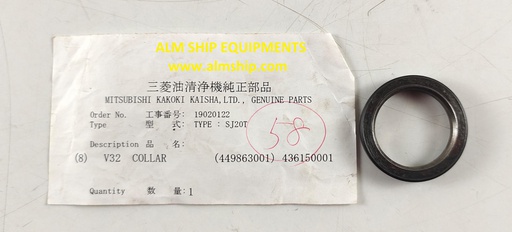 ALM SHIP EQUIPMENTS
www.almship.com
三菱油清浄機純正部品
MITSUBISHI KAKOKI KAISHA,LTD., GENUINE PARTS
Order No. 工事番号: 19020122
Type 型 式: TYPE : SJ20T
58
Description 品 名:
(8) V32 COLLAR (449863001) 436150001
Quantity 数 量: 1